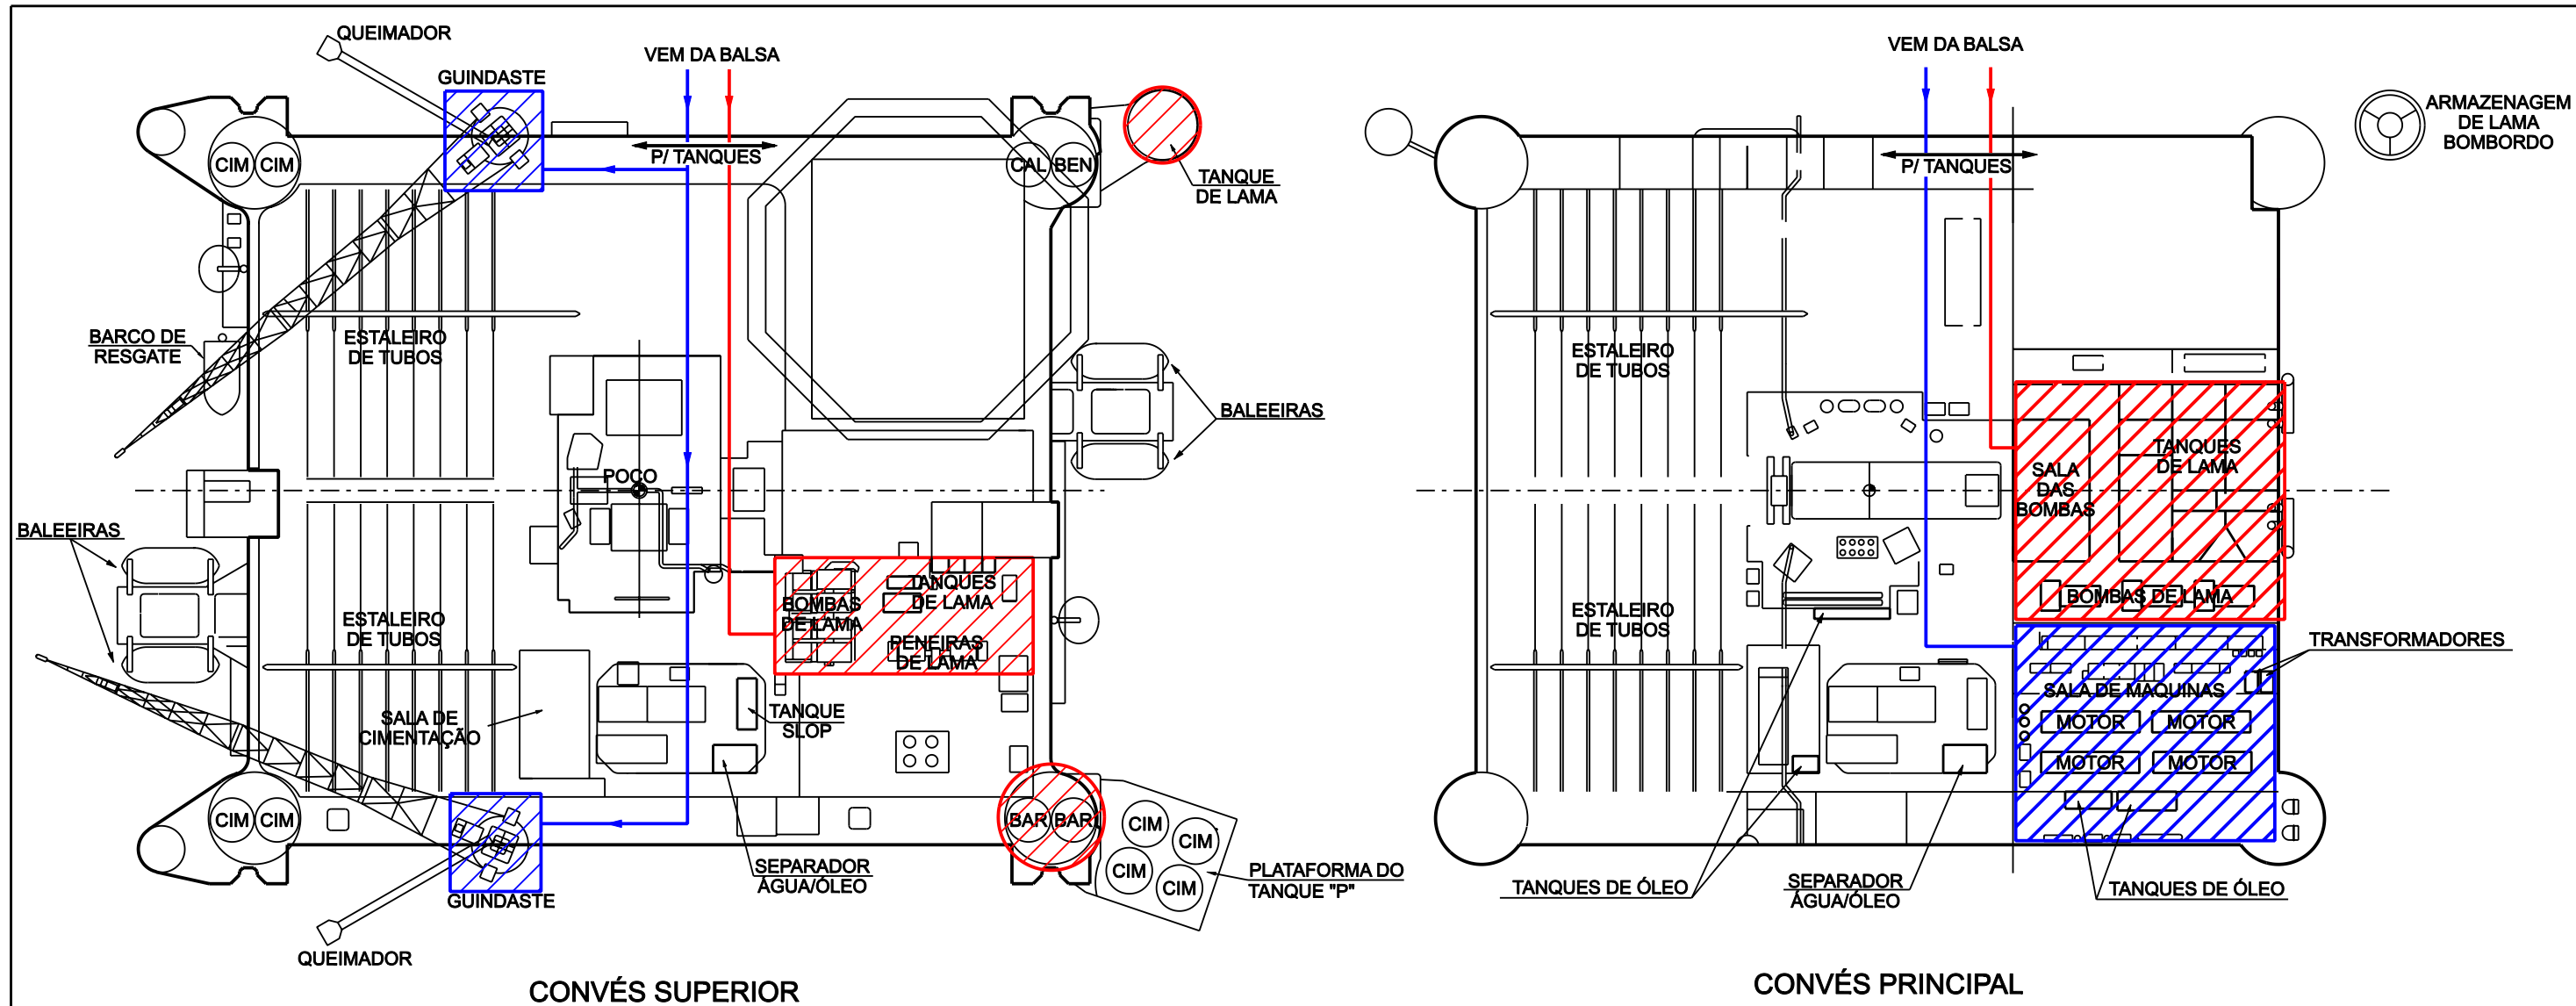 QUEIMADOR
GUINDASTE
VEM DA BALSA
P/ TANQUES
CIM
CIM
CAL
BEN
TANQUE
DE LAMA
BARCO DE
RESGATE
ESTALEIRO
DE TUBOS
BALEEIRAS
POÇO
BALEEIRAS
TANQUES
DE LAMA
BOMBAS
DE LAMA
PENEIRAS
DE LAMA
ESTALEIRO
DE TUBOS
SALA DE
CIMENTAÇÃO
TANQUE
SLOP
CIM
CIM
BAR
BAR
CIM
CIM
CIM
CIM
SEPARADOR
ÁGUA/ÓLEO
PLATAFORMA DO
TANQUE "P"
GUINDASTE
QUEIMADOR
CONVÉS SUPERIOR
VEM DA BALSA
P/ TANQUES
ARMAZENAGEM
DE LAMA
BOMBORDO
ESTALEIRO
DE TUBOS
TANQUES
DE LAMA
SALA
DAS
BOMBAS
BOMBAS DE LAMA
ESTALEIRO
DE TUBOS
TRANSFORMADORES
SALA DE MAQUINAS
MOTOR
MOTOR
MOTOR
MOTOR
TANQUES DE ÓLEO
SEPARADOR
ÁGUA/ÓLEO
TANQUES DE ÓLEO
CONVÉS PRINCIPAL